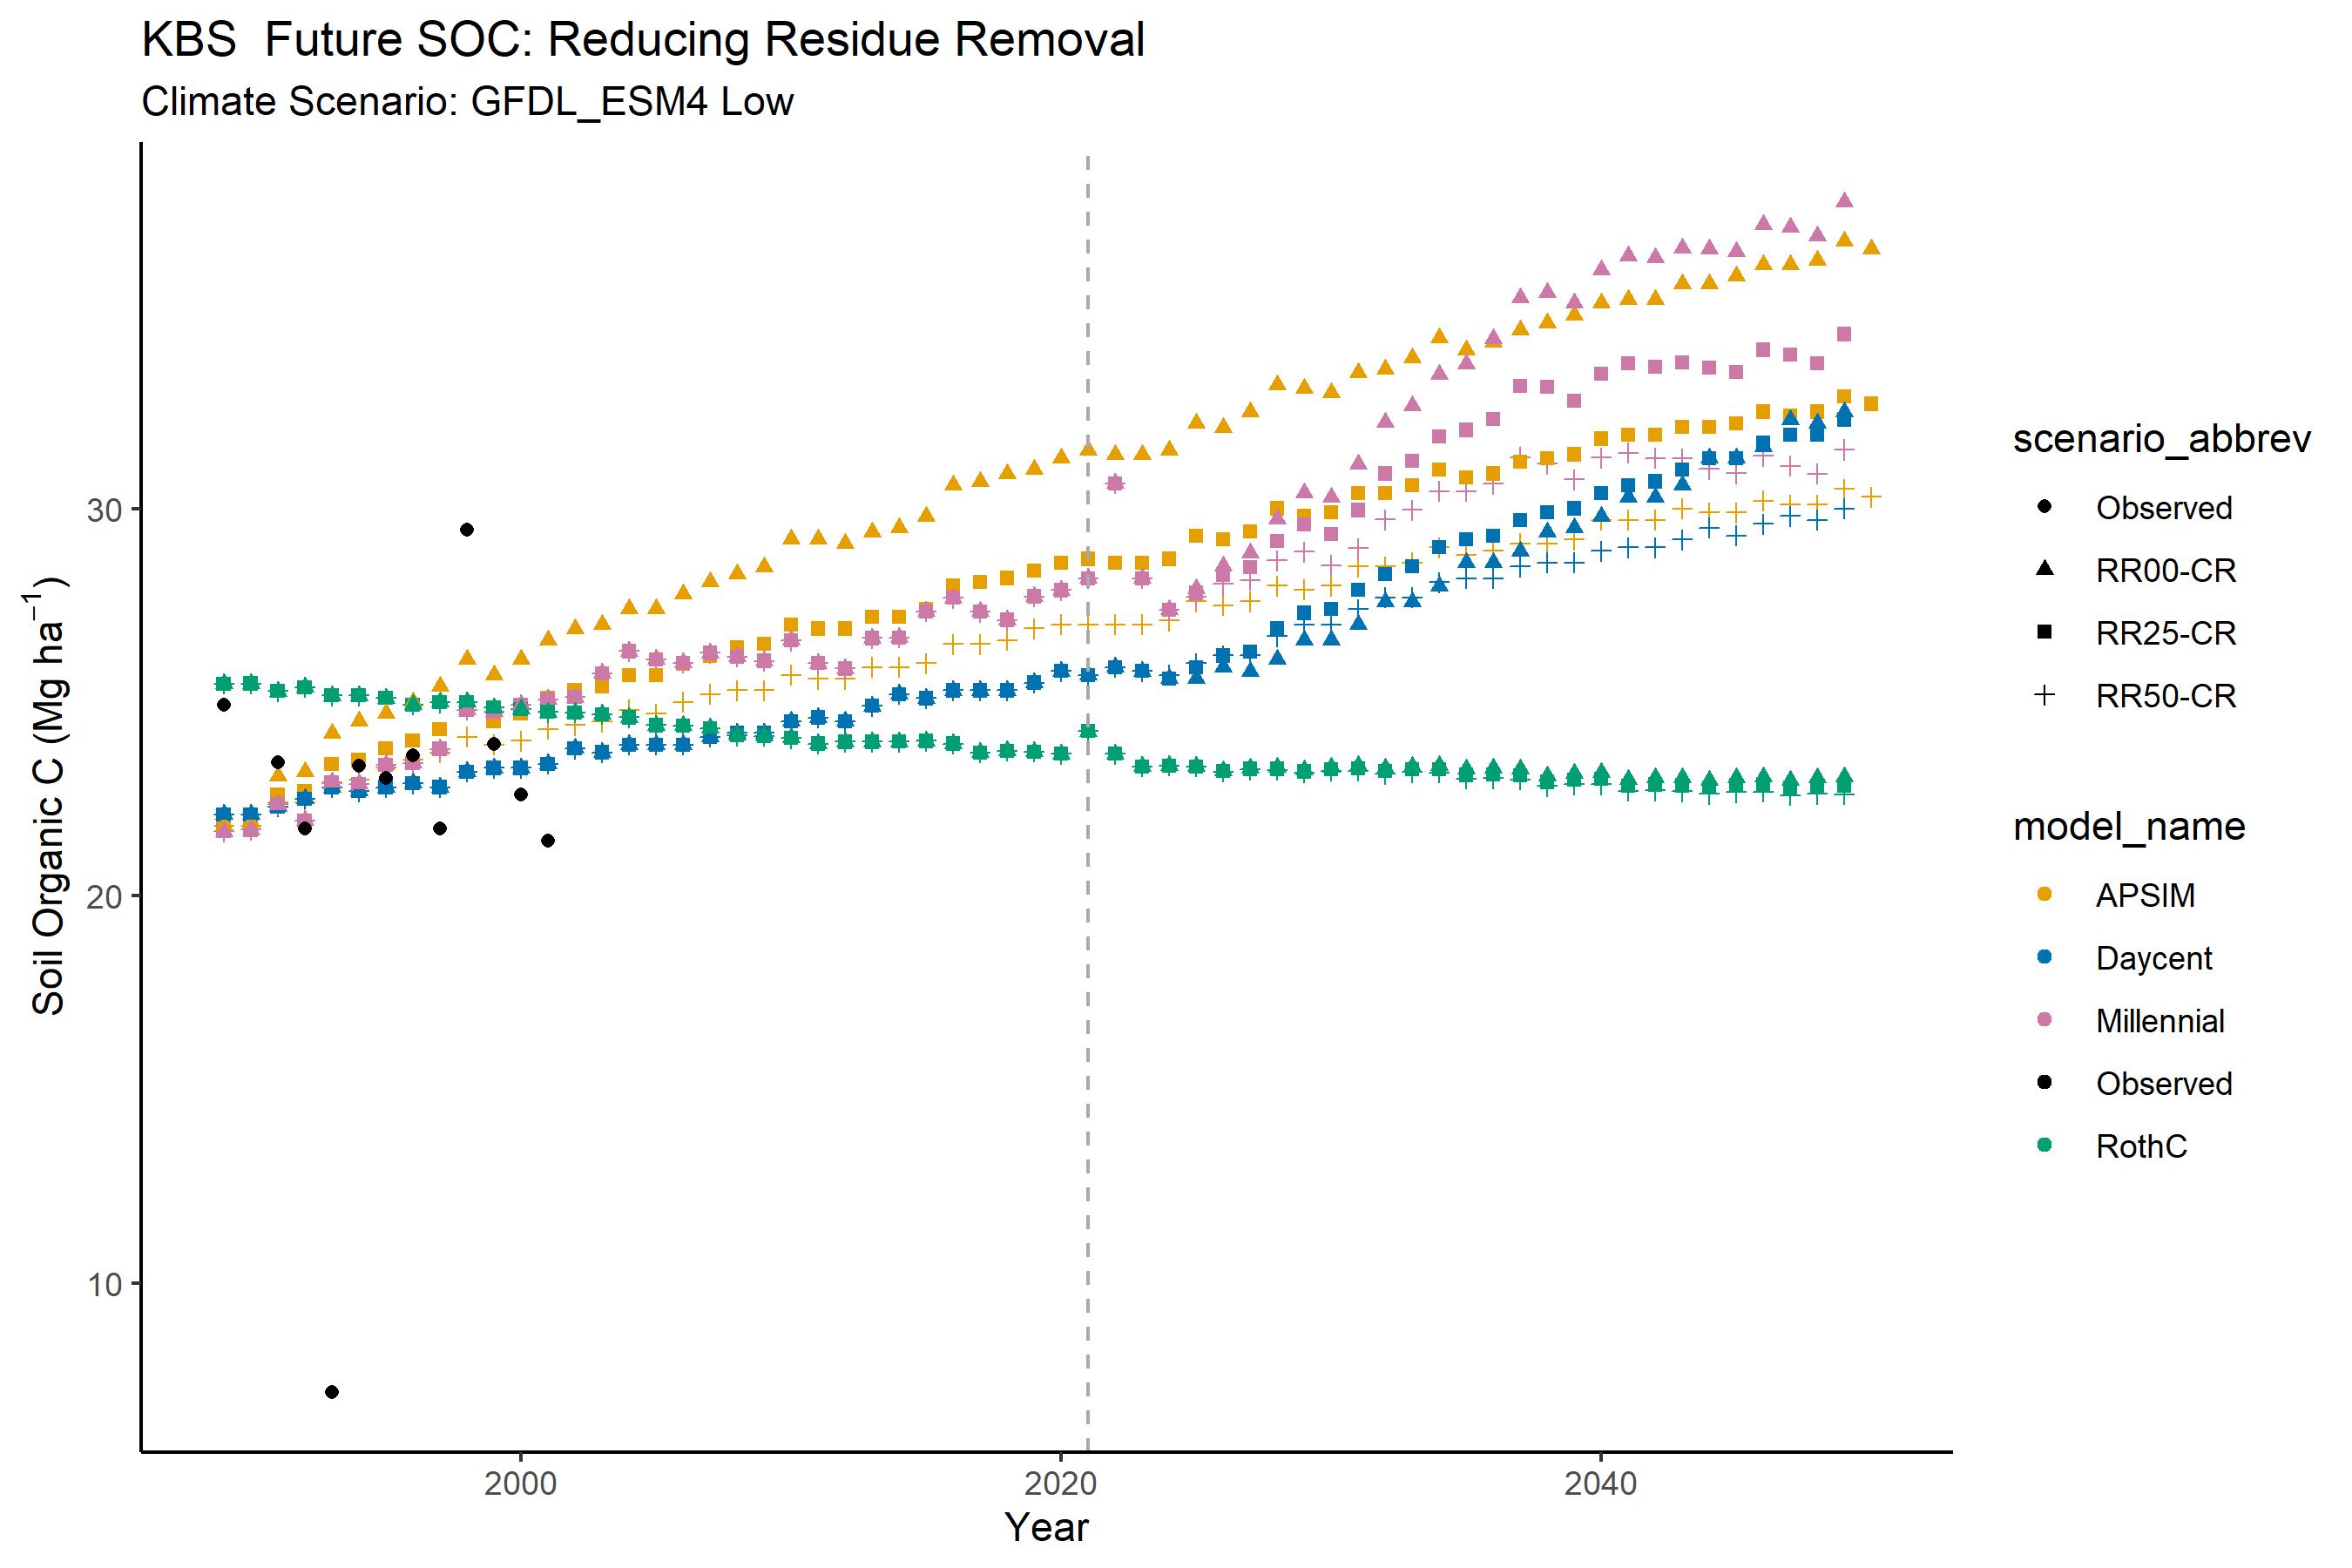 KBS  Future SOC: Reducing Residue Removal
Climate Scenario: GFDL_ESM4 Low
Soil Organic C (Mg ha⁻¹)
30
20
10
2000
2020
2040
Year
scenario_abbrev
Observed
RR00-CR
RR25-CR
RR50-CR
model_name
APSIM
Daycent
Millennial
Observed
RothC